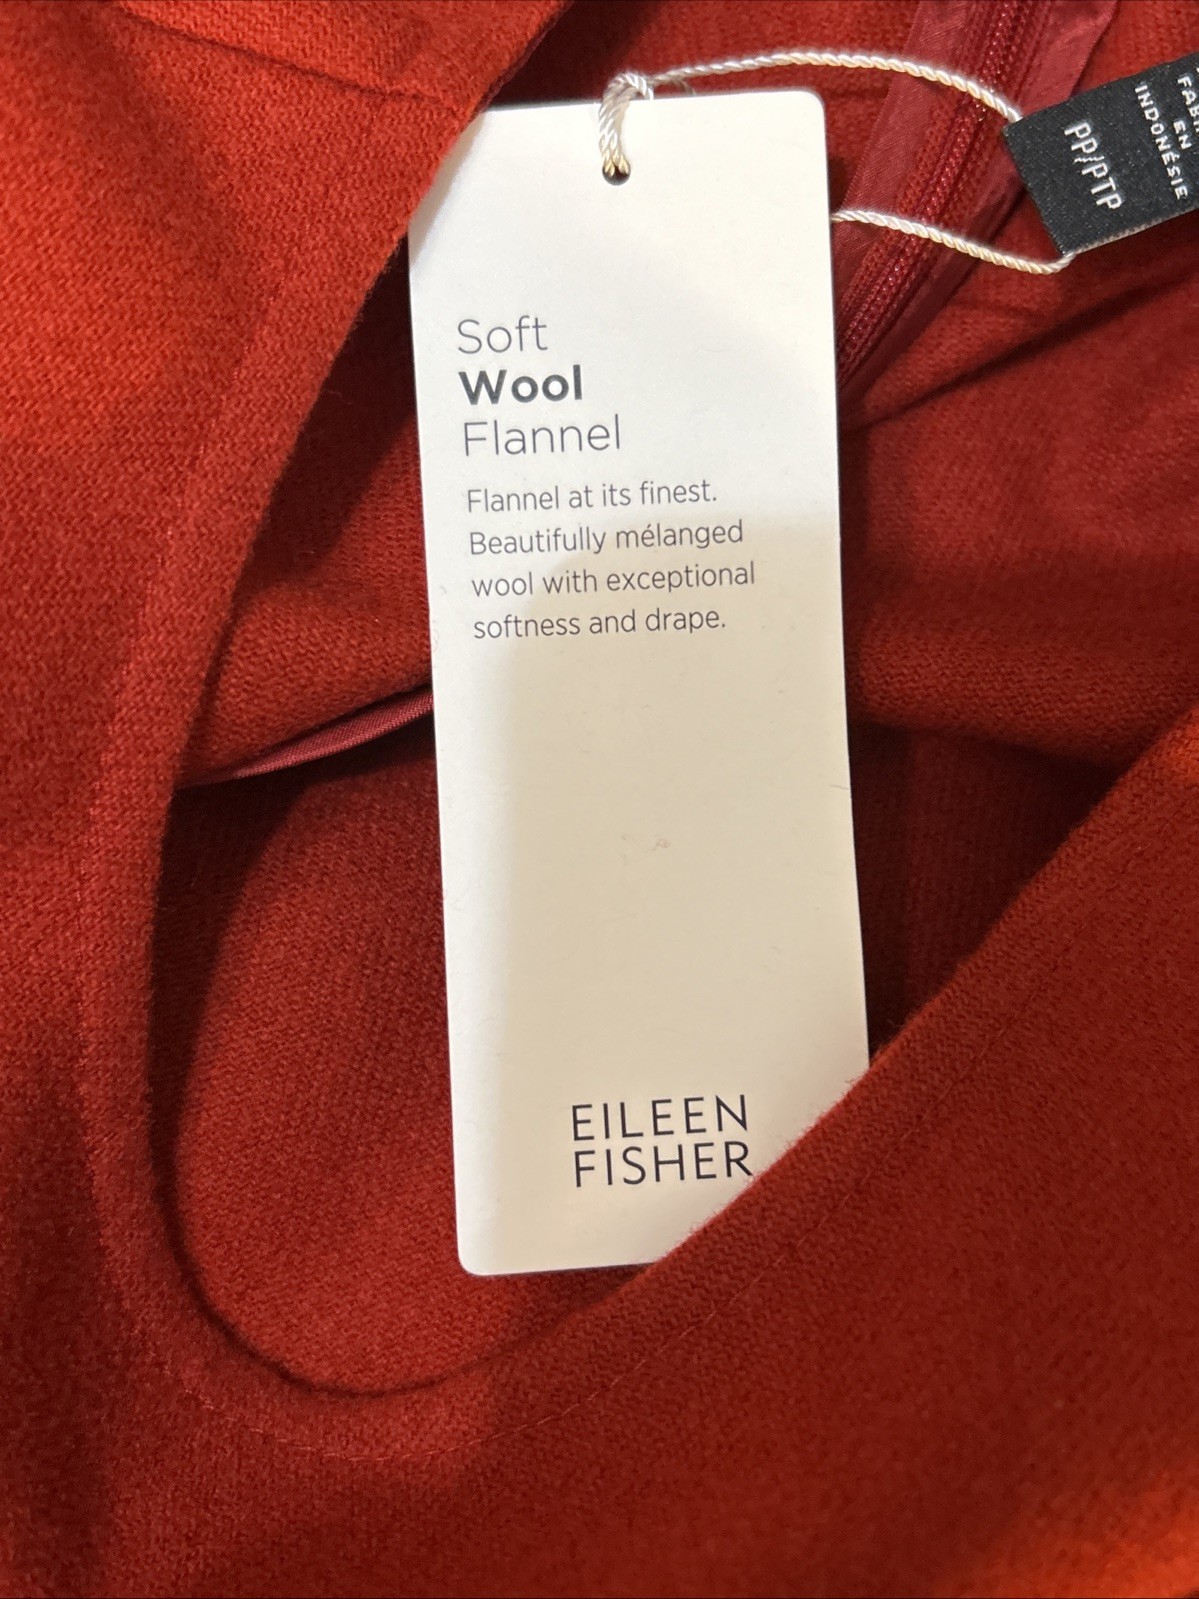 Soft
Wool
Flannel
Flannel at its finest.
Beautifully mélanged
wool with exceptional
softness and drape.
EILEEN
FISHER
PP/PTP
EN
INDONÉSIE